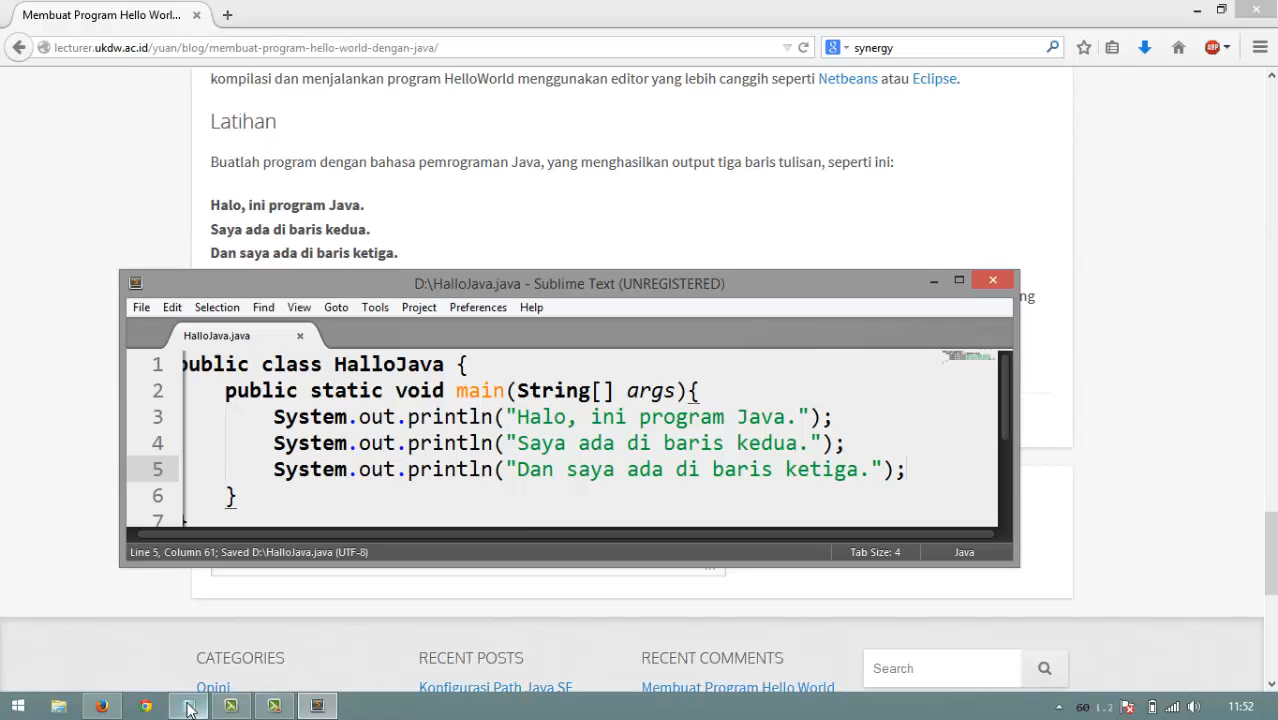 Membuat Program Hello Worl...
lecturer.ukdw.ac.id/yuan/blog/membuat-program-hello-world-dengan-java/
synergy
ABP
kompilasi dan menjalankan program HelloWorld menggunakan editor yang lebih canggih seperti Netbeans atau Eclipse.
Latihan
Buatlah program dengan bahasa pemrograman Java, yang menghasilkan output tiga baris tulisan, seperti ini:
Halo, ini program Java.
Saya ada di baris kedua.
Dan saya ada di baris ketiga.
D:\HalloJava.java - Sublime Text (UNREGISTERED)
File Edit Selection Find View Goto Tools Project Preferences Help
HalloJava.java
1 public class HalloJava {
2 public static void main(String[] args){
3 System.out.println("Halo, ini program Java.");
4 System.out.println("Saya ada di baris kedua.");
5 System.out.println("Dan saya ada di baris ketiga.");
6 }
7 }
Line 5, Column 61; Saved D:\HalloJava.java (UTF-8) Tab Size: 4 Java
CATEGORIES RECENT POSTS RECENT COMMENTS Search
Opini Konfigurasi Path Java SE Membuat Program Hello World
60 1.2 11:52